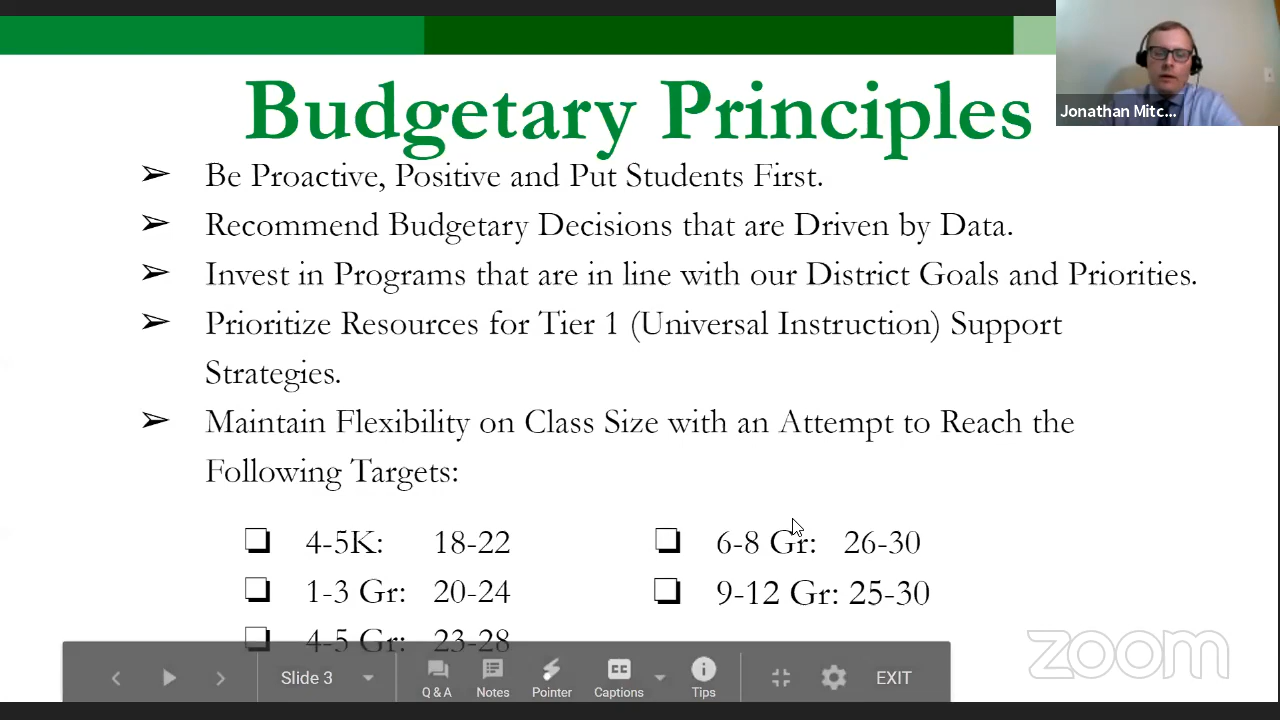 Budgetary Principles
Jonathan Mitc...
➢ Be Proactive, Positive and Put Students First.
➢ Recommend Budgetary Decisions that are Driven by Data.
➢ Invest in Programs that are in line with our District Goals and Priorities.
➢ Prioritize Resources for Tier 1 (Universal Instruction) Support
Strategies.
➢ Maintain Flexibility on Class Size with an Attempt to Reach the
Following Targets:
❏ 4-5K: 18-22
❏ 1-3 Gr: 20-24
❏ 4-5 Gr: 23-28
❏ 6-8 Gr: 26-30
❏ 9-12 Gr: 25-30
zoom
Slide 3
Q & A
Notes
Pointer
CC
Captions
Tips
EXIT